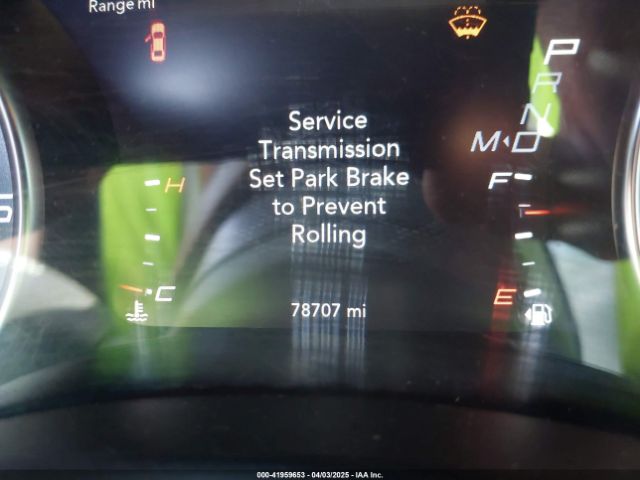 Range mi
P
R
N
M◂D
Service
Transmission
Set Park Brake
to Prevent
Rolling
H
C
F
E
78707 mi
000-41959653 - 04/03/2025 - IAA Inc.